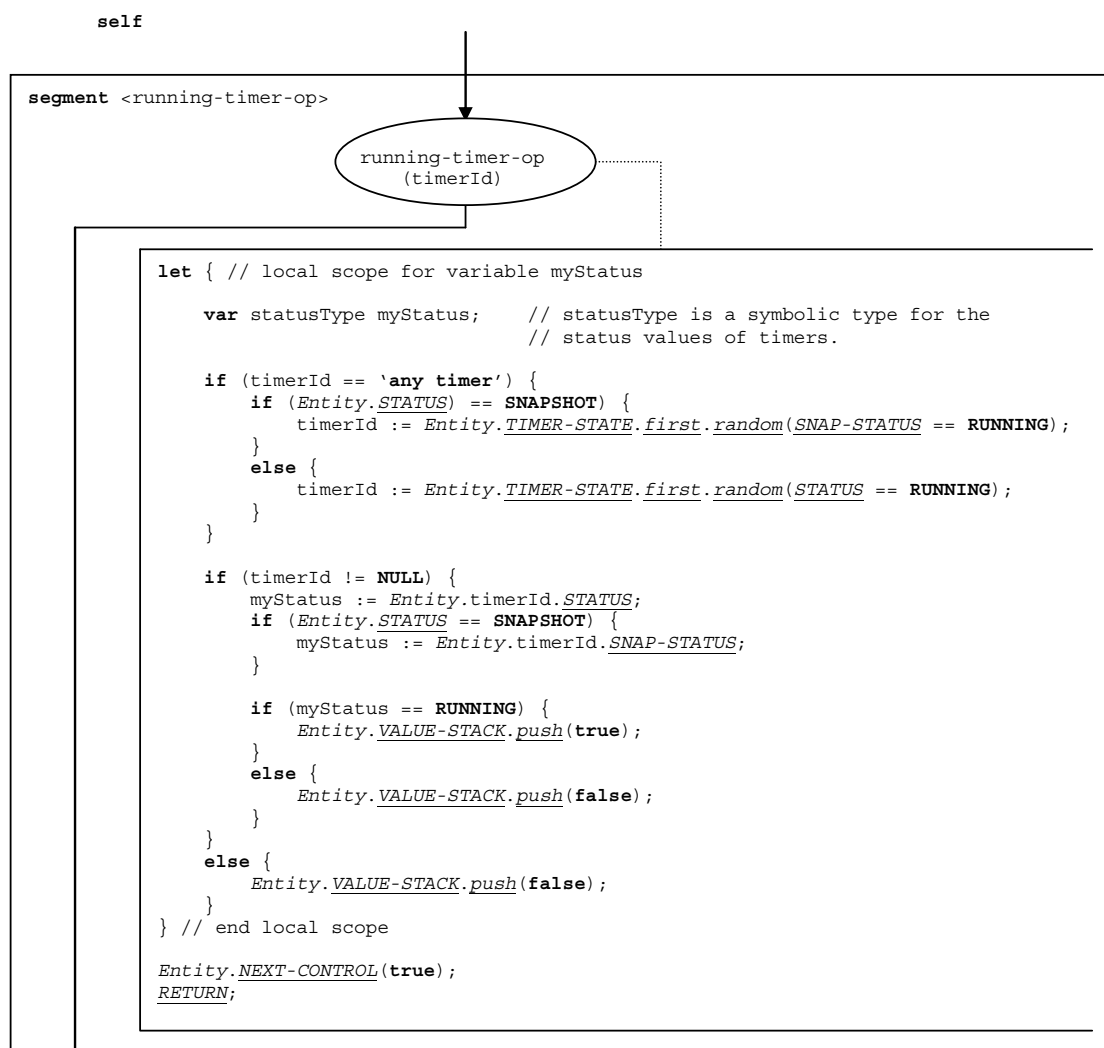 self
segment <running-timer-op>
running-timer-op
(timerId)
let { // local scope for variable myStatus
var statusType myStatus; // statusType is a symbolic type for the
// status values of timers.
if (timerId == ‘any timer’) {
if (Entity.STATUS) == SNAPSHOT) {
timerId := Entity.TIMER-STATE.first.random(SNAP-STATUS == RUNNING);
}
else {
timerId := Entity.TIMER-STATE.first.random(STATUS == RUNNING);
}
}
if (timerId != NULL) {
myStatus := Entity.timerId.STATUS;
if (Entity.STATUS == SNAPSHOT) {
myStatus := Entity.timerId.SNAP-STATUS;
}
if (myStatus == RUNNING) {
Entity.VALUE-STACK.push(true);
}
else {
Entity.VALUE-STACK.push(false);
}
}
else {
Entity.VALUE-STACK.push(false);
}
} // end local scope
Entity.NEXT-CONTROL(true);
RETURN;